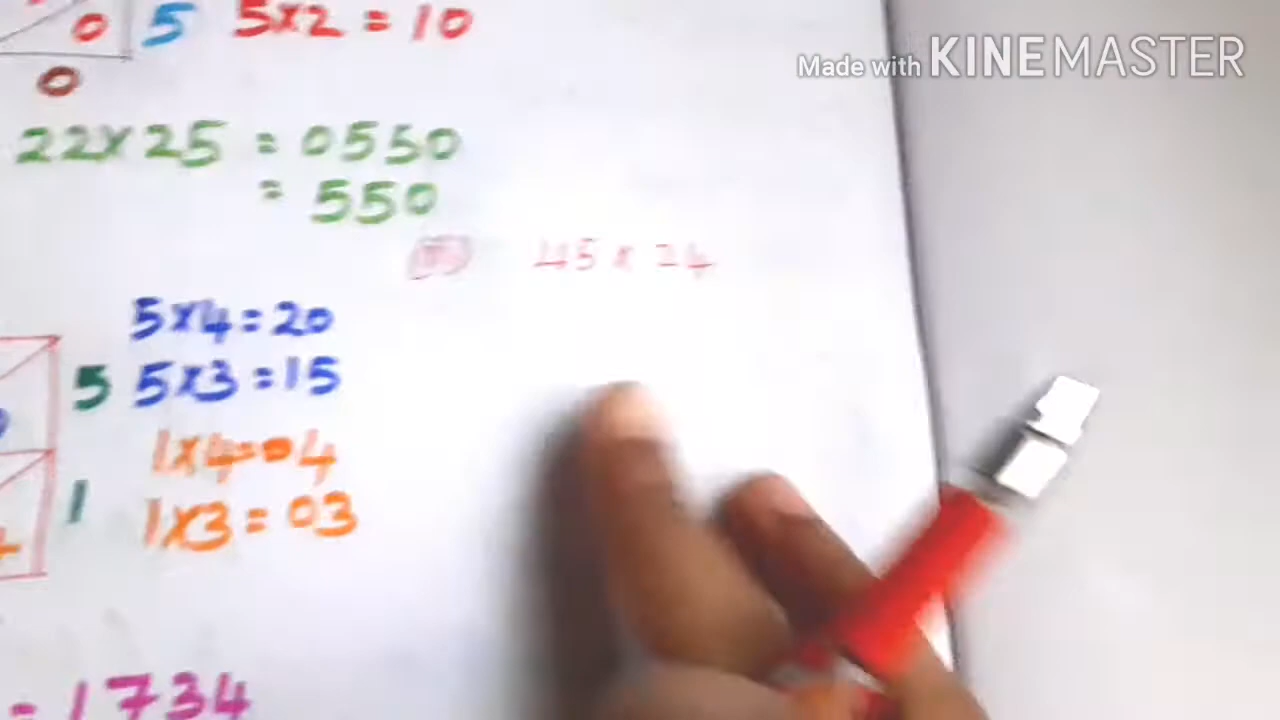 0 5 5x2 = 10
Made with KINEMASTER
0
22x25 = 0550
= 550
45 x 24
5x4=20
5 5x3=15
1x4=04
1 1x3=03
= 1734